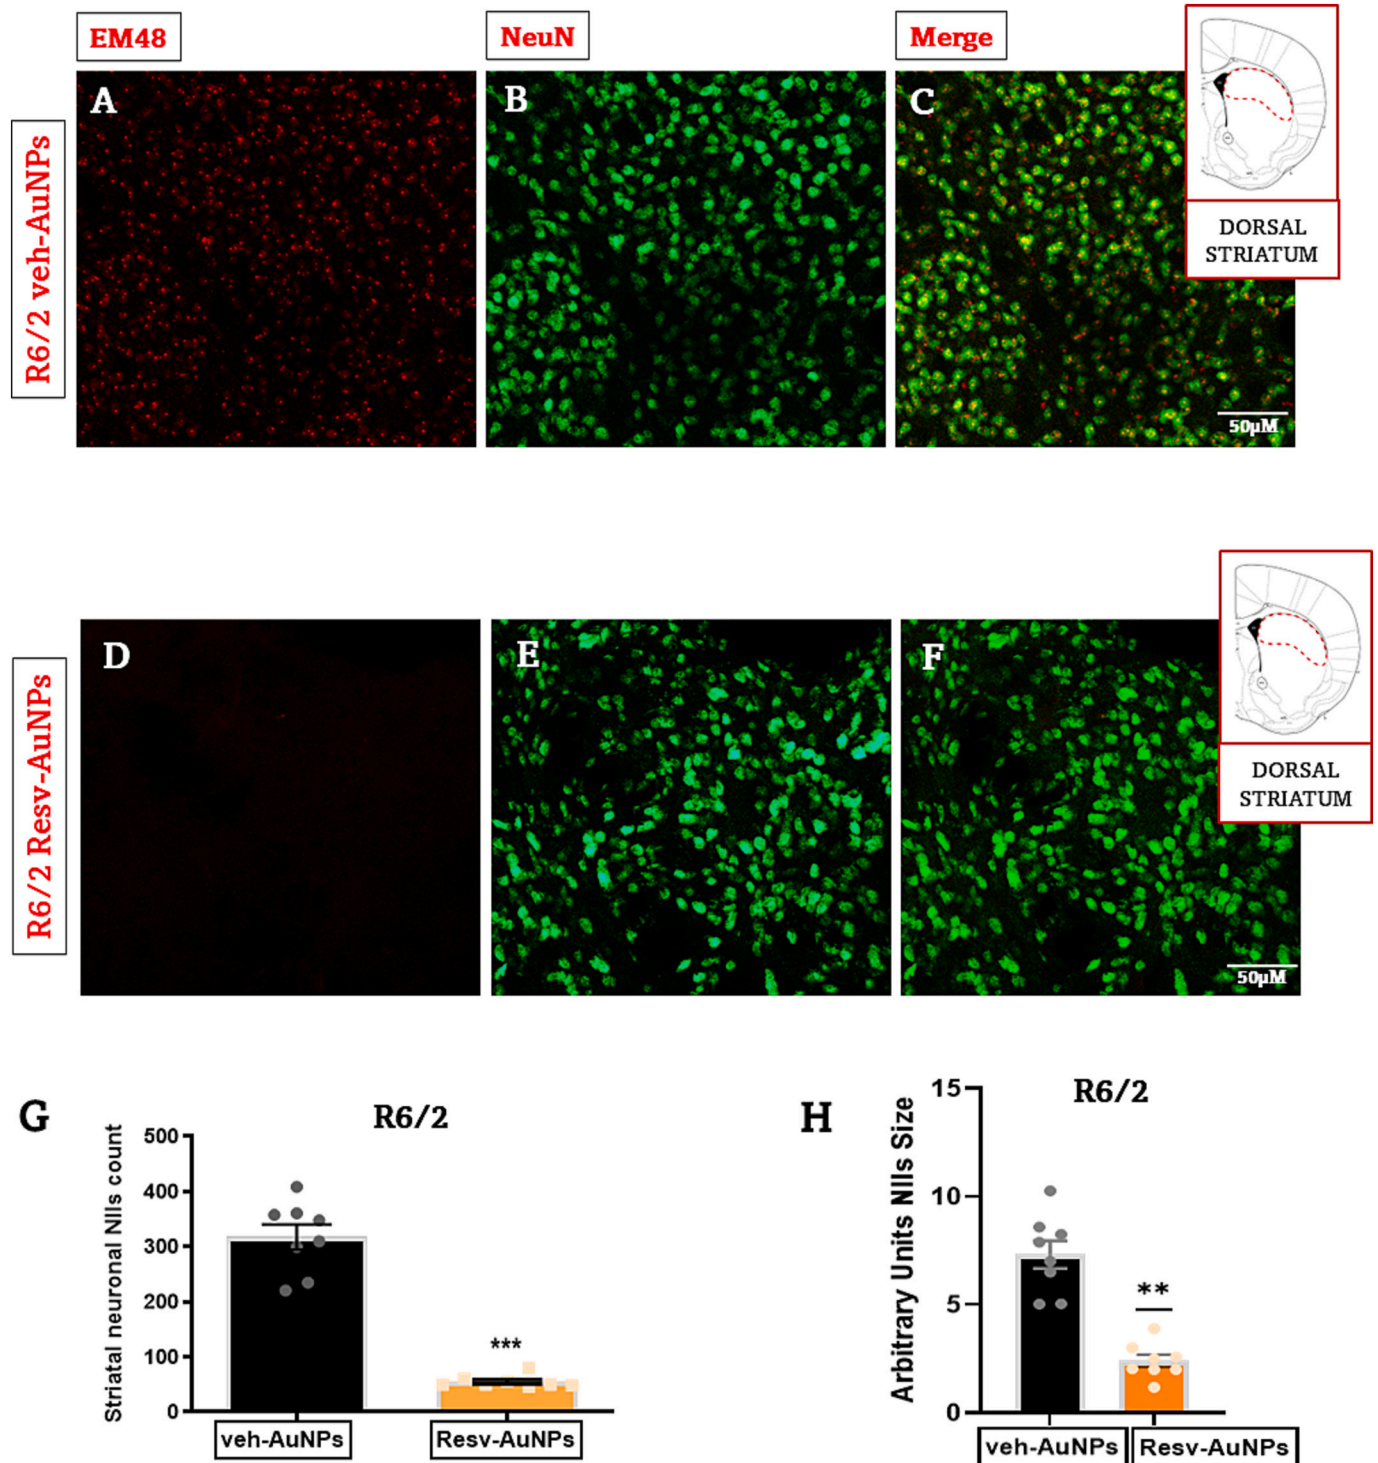 EM48
NeuN
Merge
R6/2 veh-AuNPs
A
B
C
DORSAL
STRIATUM
50µM
R6/2 Resv-AuNPs
D
E
F
DORSAL
STRIATUM
50µM
G
R6/2
Striatal neuronal NIIs count
500
400
300
200
100
0
***
veh-AuNPs
Resv-AuNPs
H
R6/2
Arbitrary Units NIIs Size
15
10
5
0
**
veh-AuNPs
Resv-AuNPs